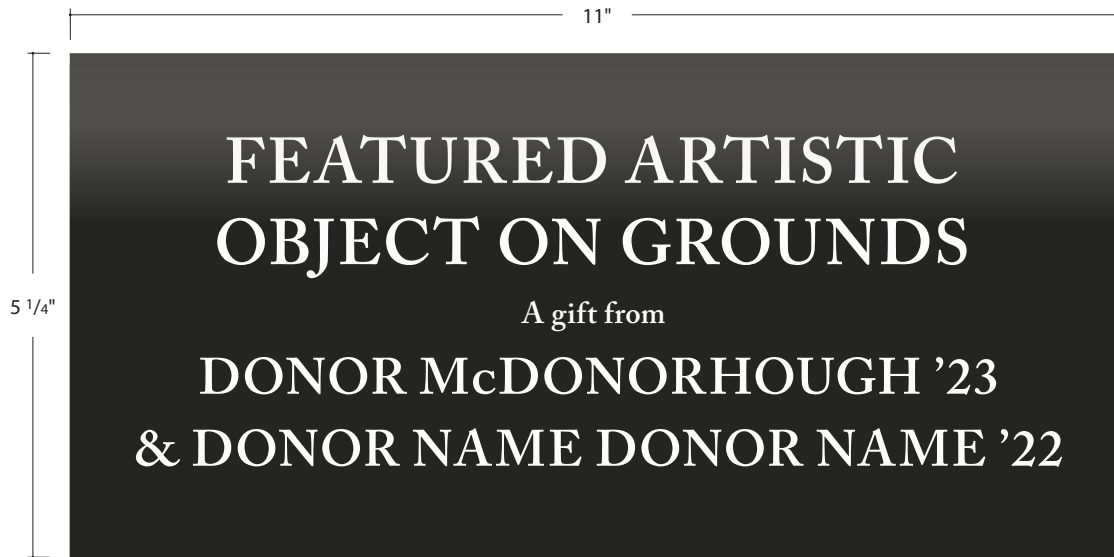 11"
FEATURED ARTISTIC
OBJECT ON GROUNDS
A gift from
5 1/4"
DONOR McDONORHOUGH ’23
& DONOR NAME DONOR NAME ’22